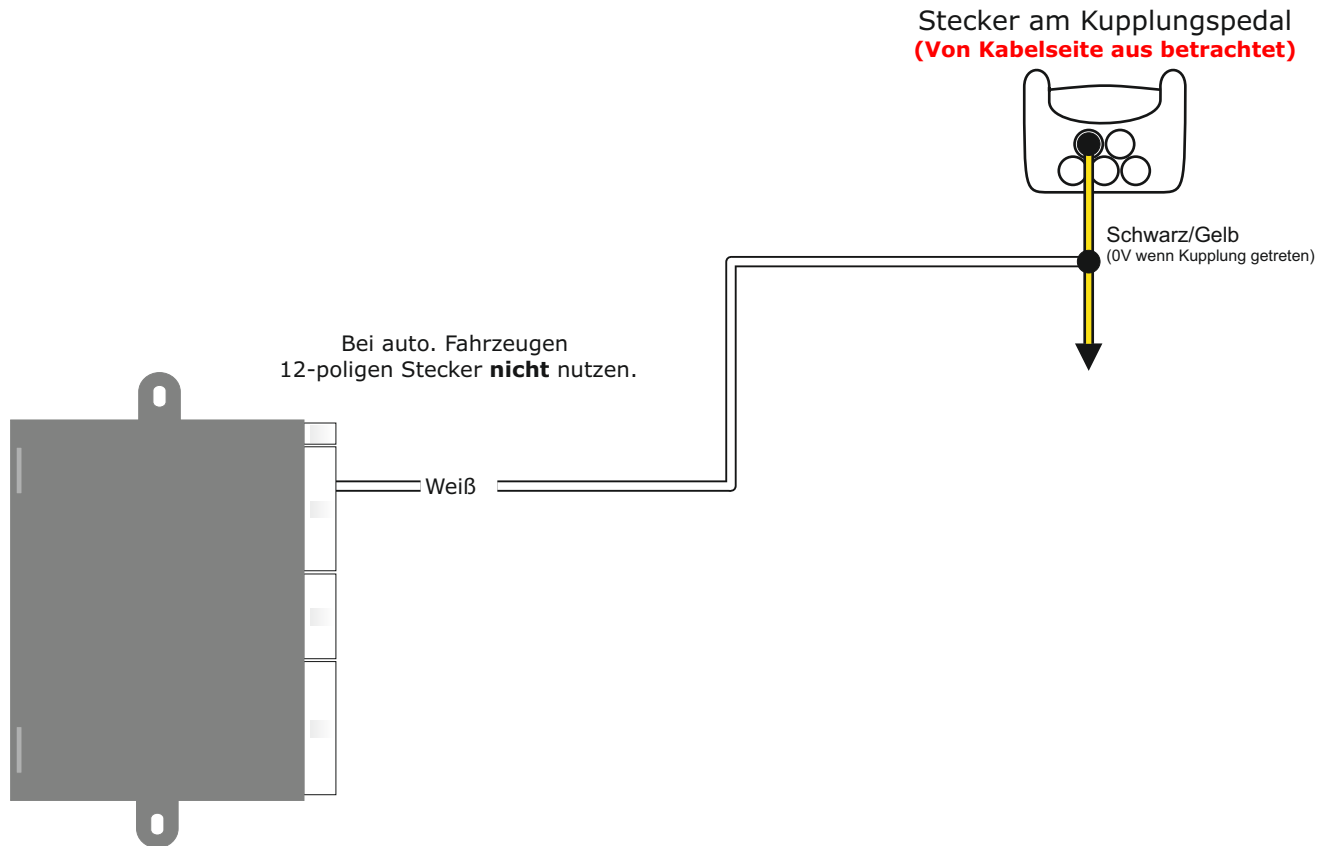 Stecker am Kupplungspedal
(Von Kabelseite aus betrachtet)
Schwarz/Gelb
(0V wenn Kupplung getreten)
Bei auto. Fahrzeugen
12-poligen Stecker nicht nutzen.
Weiß